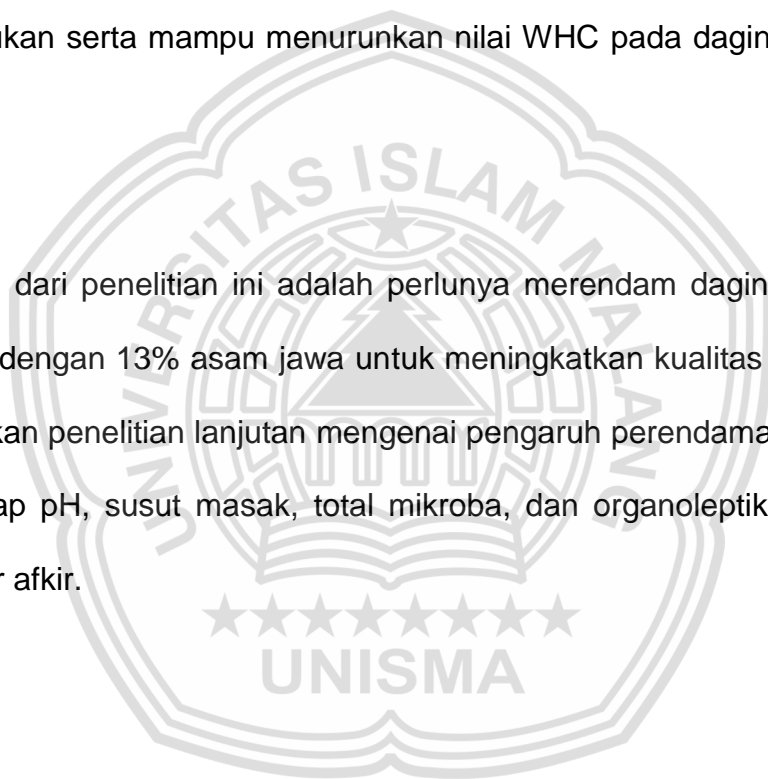 ukan serta mampu menurunkan nilai WHC pada dagin
dari penelitian ini adalah perlunya merendam dagin
dengan 13% asam jawa untuk meningkatkan kualitas
kan penelitian lanjutan mengenai pengaruh perendama
ap pH, susut masak, total mikroba, dan organoleptik
r afkir.
UNIVERSITAS ISLAM MALANG
UNISMA